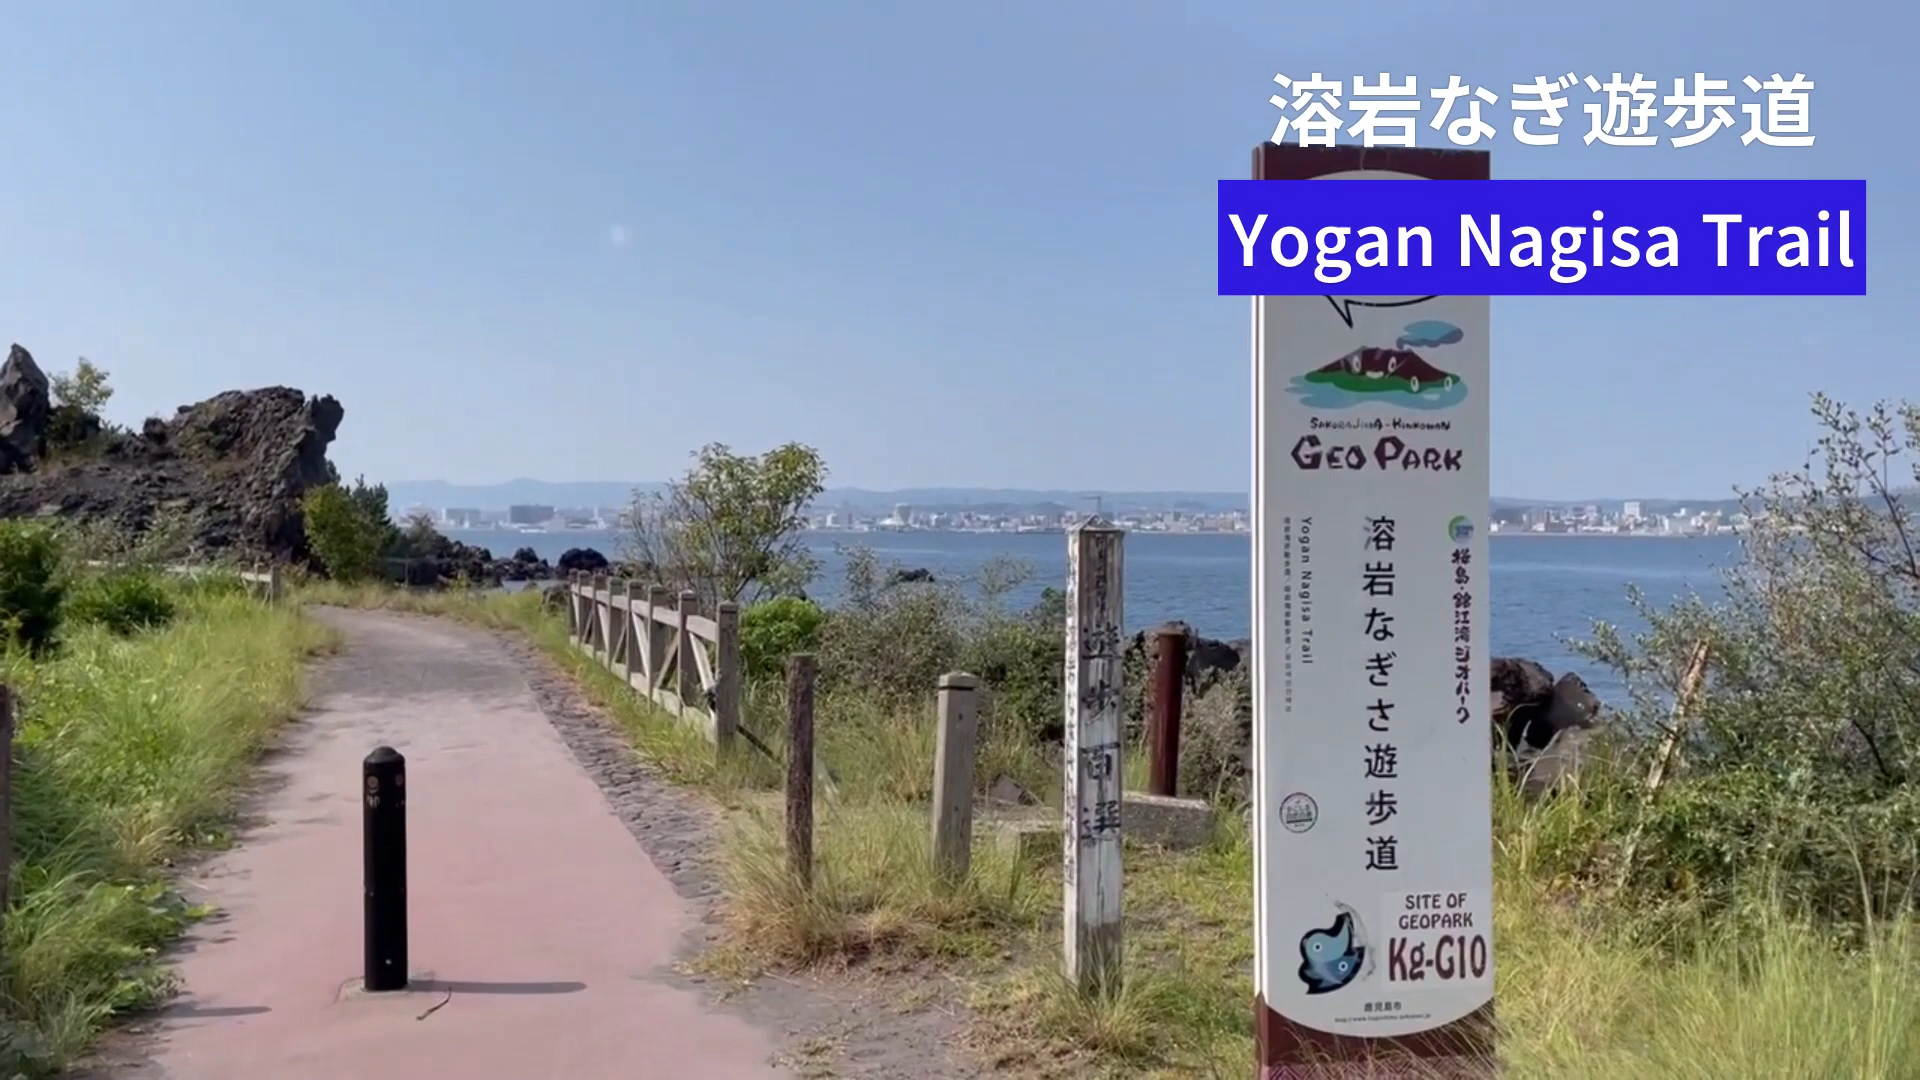 溶岩なぎ遊歩道
Yogan Nagisa Trail
SAKURAJIMA-KINKOWAN
GEO PARK
桜島・錦江湾ジオパーク
溶岩なぎさ遊歩道
Yogan Nagisa Trail
遊歩百選
SITE OF
GEOPARK
Kg-G10
鹿児島市